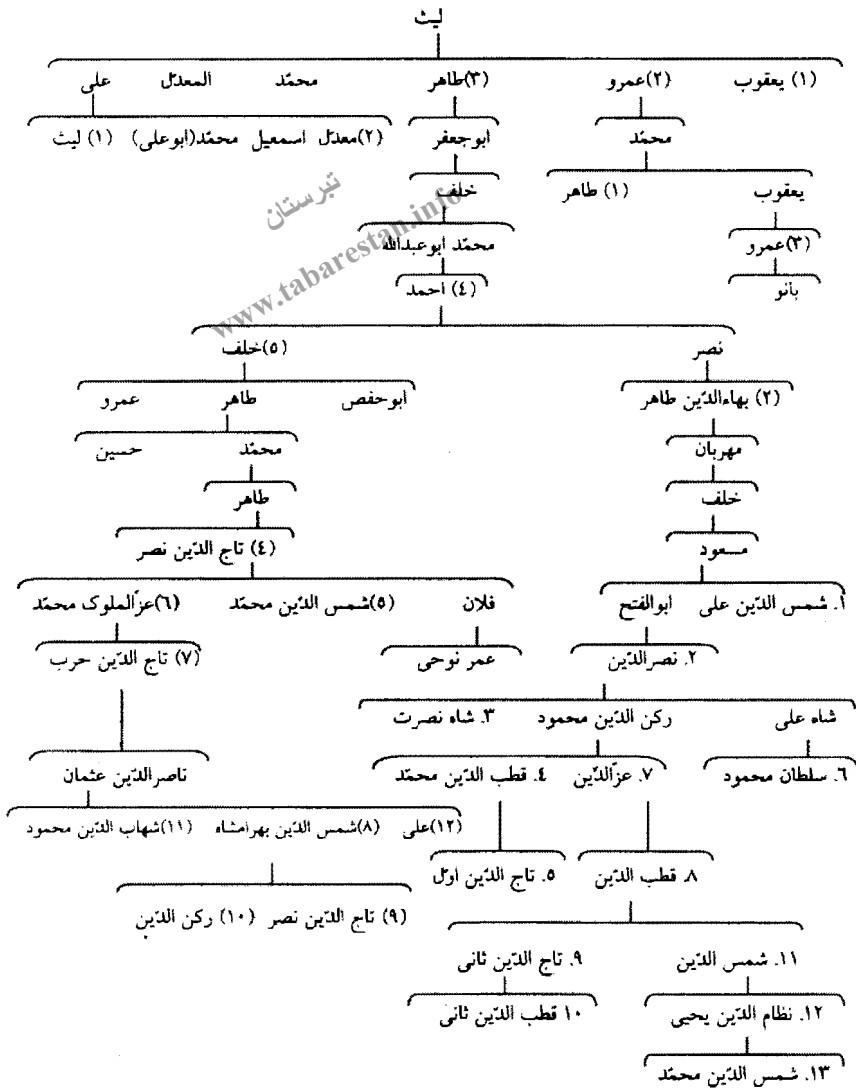 لیث
(۱) یعقوب (۲) عمرو (۳) طاهر محمّد المعدل علی
محمّد ابوجعفر (۲) معدل اسمعیل محمّد (ابوعلی) (۱) لیث
یعقوب (۱) طاهر خلف
تبرستان
www.tabarestan.info
(۳) عمرو محمّد ابوعبدالله
بانو (٤) احمد
نصر (٥) خلف
(۲) بهاءالدّین طاهر ابوحفص طاهر عمرو
مهربان محمّد حسین
خلف طاهر
مسعود (٤) تاج الدّین نصر
۱. شمس الدّین علی ابوالفتح فلان (٥) شمس الدّین محمّد (٦) عزّالملوک محمّد
۲. نصرالدّین عمر نوحی (۷) تاج الدّین حرب
شاه علی رکن الدّین محمود ۳. شاه نصرت
٦. سلطان محمود ۷. عزّالدّین ٤. قطب الدّین محمّد ناصرالدّین عثمان
(۱۲) علی (۸) شمس الدّین بهرامشاه (۱۱) شهاب الدّین محمود
۸. قطب الدّین ٥. تاج الدّین اوّل
(۹) تاج الدّین نصر (۱۰) رکن الدّین
۱۱. شمس الدّین ۹. تاج الدّین ثانی
۱۲. نظام الدّین یحیی ۱۰ قطب الدّین ثانی
۱۳. شمس الدّین محمّد